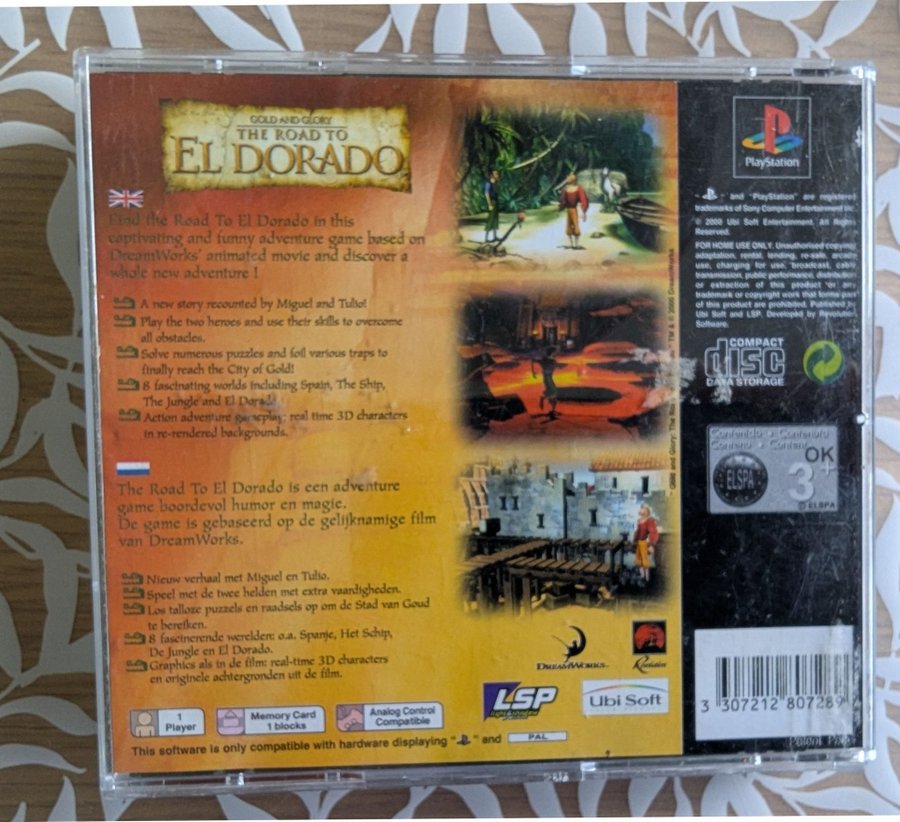 GOLD AND GLORY
THE ROAD TO
EL DORADO
Find the Road To El Dorado in this
captivating and funny adventure game based on
DreamWorks' animated movie and discover a
whole new adventure !
A new story recounted by Miguel and Tulio!
Play the two heroes and use their skills to overcome
all obstacles.
Solve numerous puzzles and foil various traps to
finally reach the City of Gold!
8 fascinating worlds including Spain, The Ship,
The Jungle and El Dorado
Action adventure gameplay; real time 3D characters
in re-rendered backgrounds.
The Road To El Dorado is een adventure
game boordevol humor en magie.
De game is gebaseerd op de gelijknamige film
van DreamWorks.
Nieuw verhaal met Miguel en Tulio.
Speel met de twee helden met extra vaardigheden.
Los talloze puzzels en raadsels op om de Stad van Goud
te bereiken.
8 fascinerende werelden: o.a. Spanje, Het Schip,
De Jungle en El Dorado.
Graphics als in de film: real-time 3D characters
en originele achtergronden uit de film.
1
Player
Memory Card
1 blocks
Analog Control
Compatible
This software is only compatible with hardware displaying " " and PAL
DREAMWORKS
LSP
Ubi Soft
Gold and Glory: The Road TM & © 2000 DreamWorks
PlayStation
" " and "PlayStation" are registered
trademarks of Sony Computer Entertainment Inc
© 2000 Ubi Soft Entertainment. All Rights
Reserved.
FOR HOME USE ONLY. Unauthorised copying,
adaptation, rental, lending, re-sale, arcade
use, charging for use, broadcast, cable
transmission, public performance, distribution
or extraction of this product or any
trademark or copyright work that forms part
of this product are prohibited. Published by
Ubi Soft and LSP. Developed by Revolution
Software.
COMPACT
disc
DATA STORAGE
Contenido • Contenuto
Contenu • Content
ELSPA
OK
3+
© ELSPA
3 307212 807289